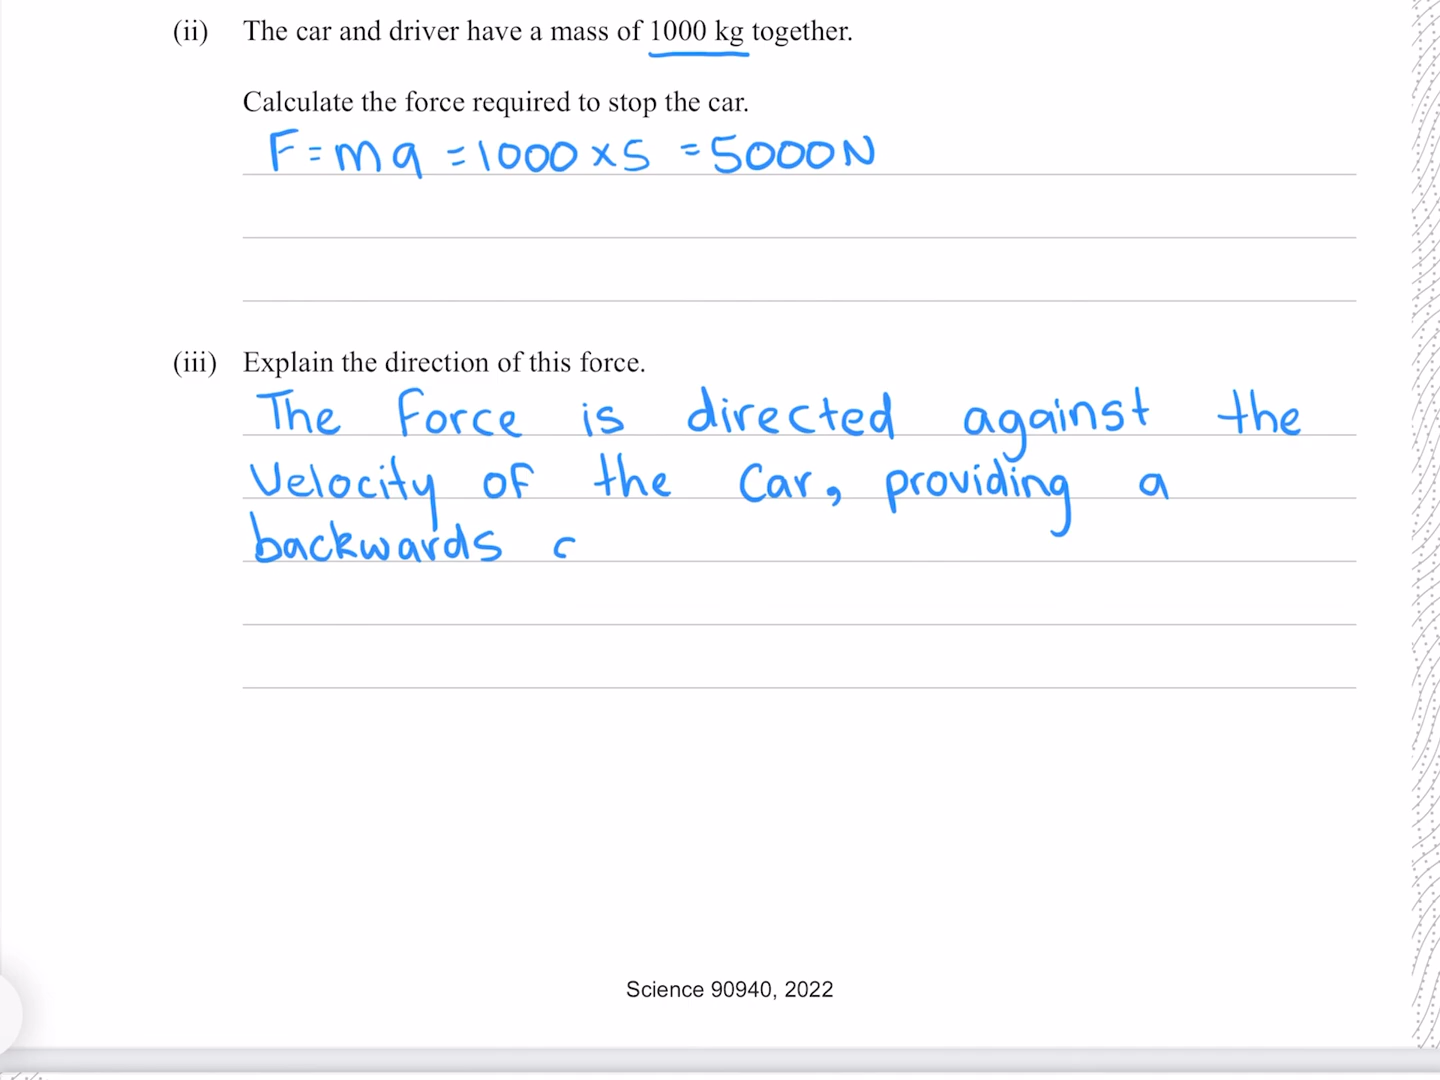 (ii) The car and driver have a mass of 1000 kg together.
Calculate the force required to stop the car.
F = ma = 1000 × 5 = 5000N
(iii) Explain the direction of this force.
The force is directed against the
velocity of the car, providing a
backwards c
Science 90940, 2022